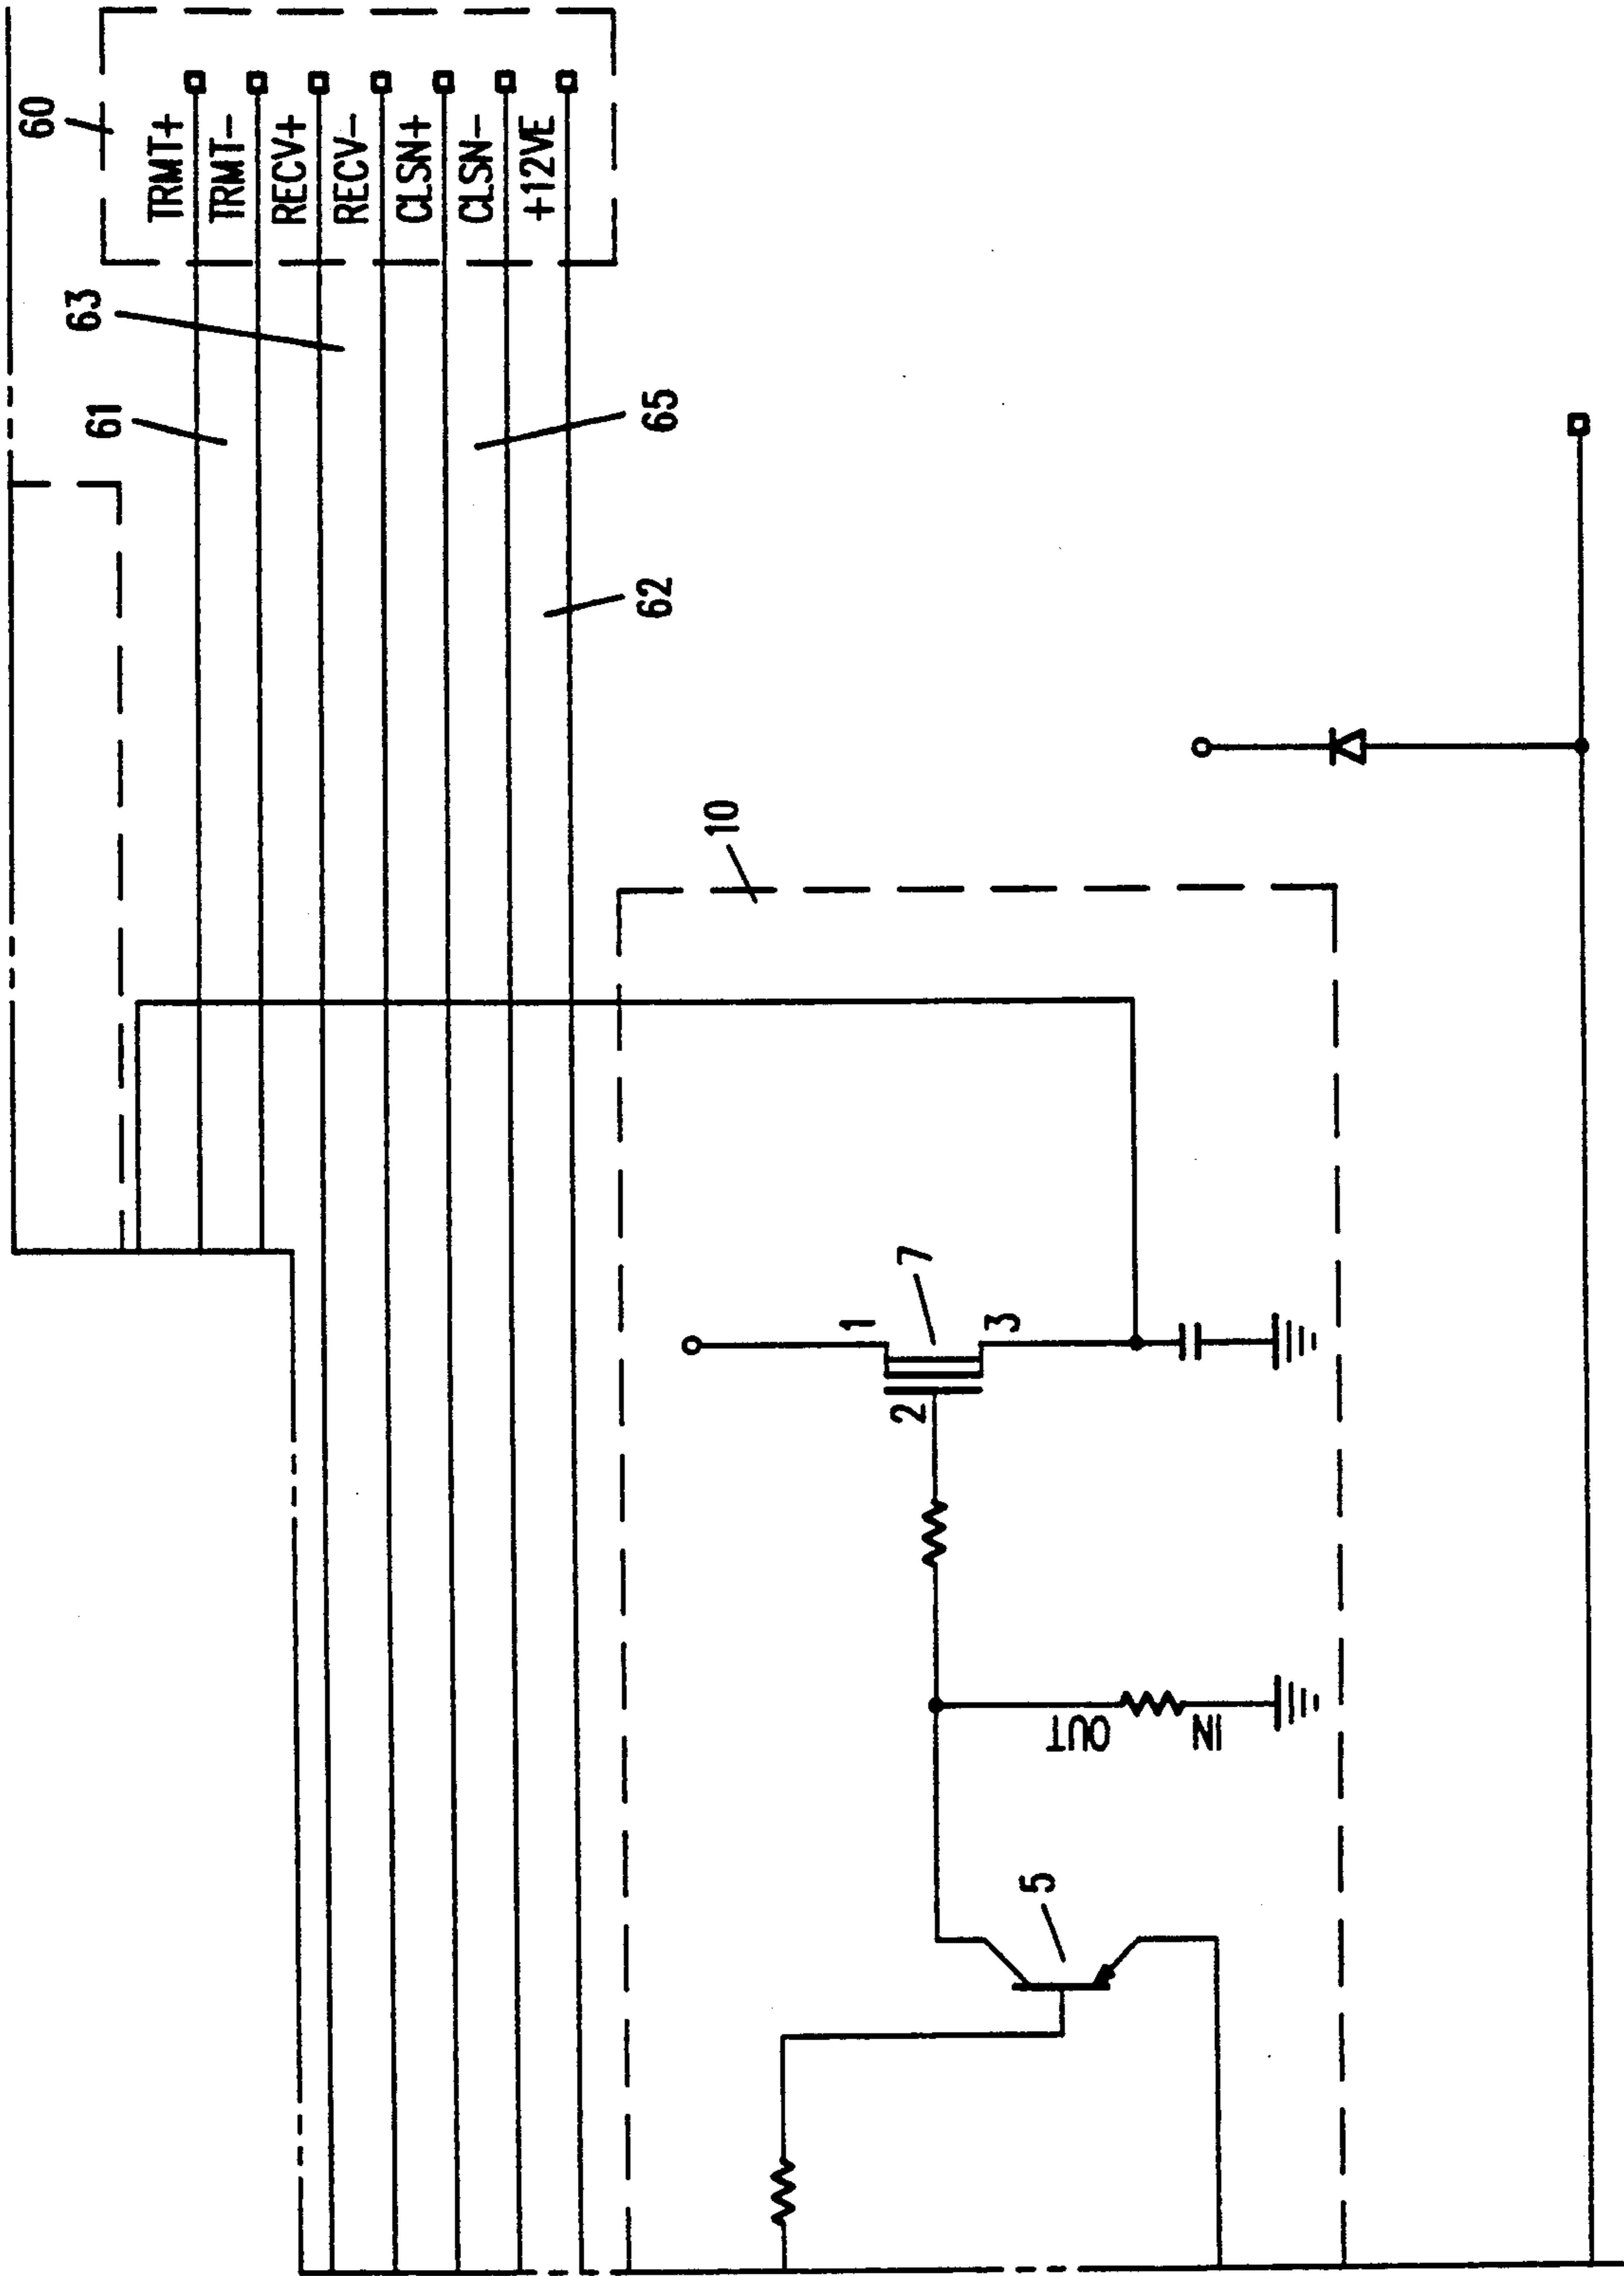 60
TRMT+
TRMT-
RECV+
RECV-
CLSN+
CLSN-
+12VE
63
61
65
62
10
7
1
2
3
OUT
IN
5